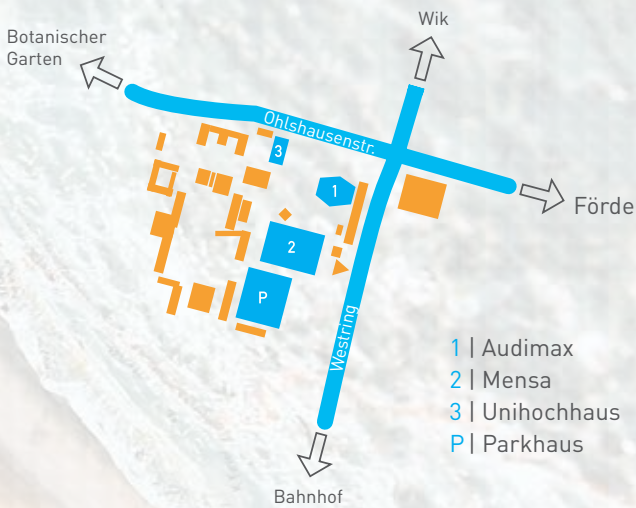 Wik
Botanischer
Garten
Ohlshausenstr.
3
1
Förde
2
P
Westring
1 | Audimax
2 | Mensa
3 | Unihochhaus
P | Parkhaus
Bahnhof